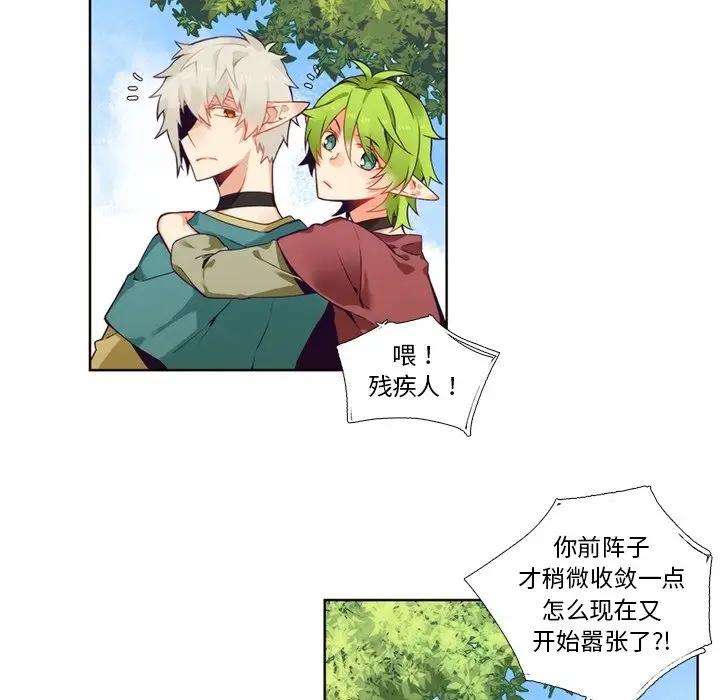 喂！
残疾人！
你前阵子
才稍微收敛一点
怎么现在又
开始嚣张了?!